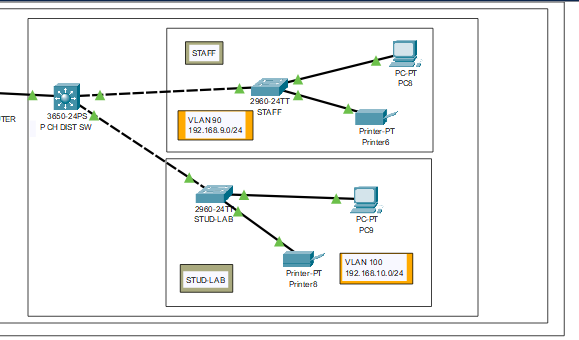 STAFF
PC-PT
PC8
2960-24TT
STAFF
Printer-PT
Printer6
3650-24PS
P CH DIST SW
TER
VLAN 90
192.168.9.0/24
2960-24TT
STUD-LAB
PC-PT
PC9
Printer-PT
Printer8
VLAN 100
192.168.10.0/24
STUD-LAB